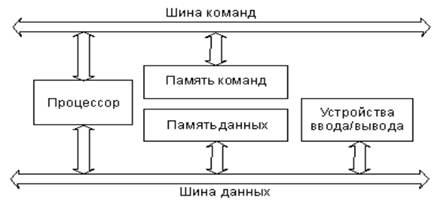 Шина команд
Процессор
Память команд
Память данных
Устройства
ввода/вывода
Шина данных